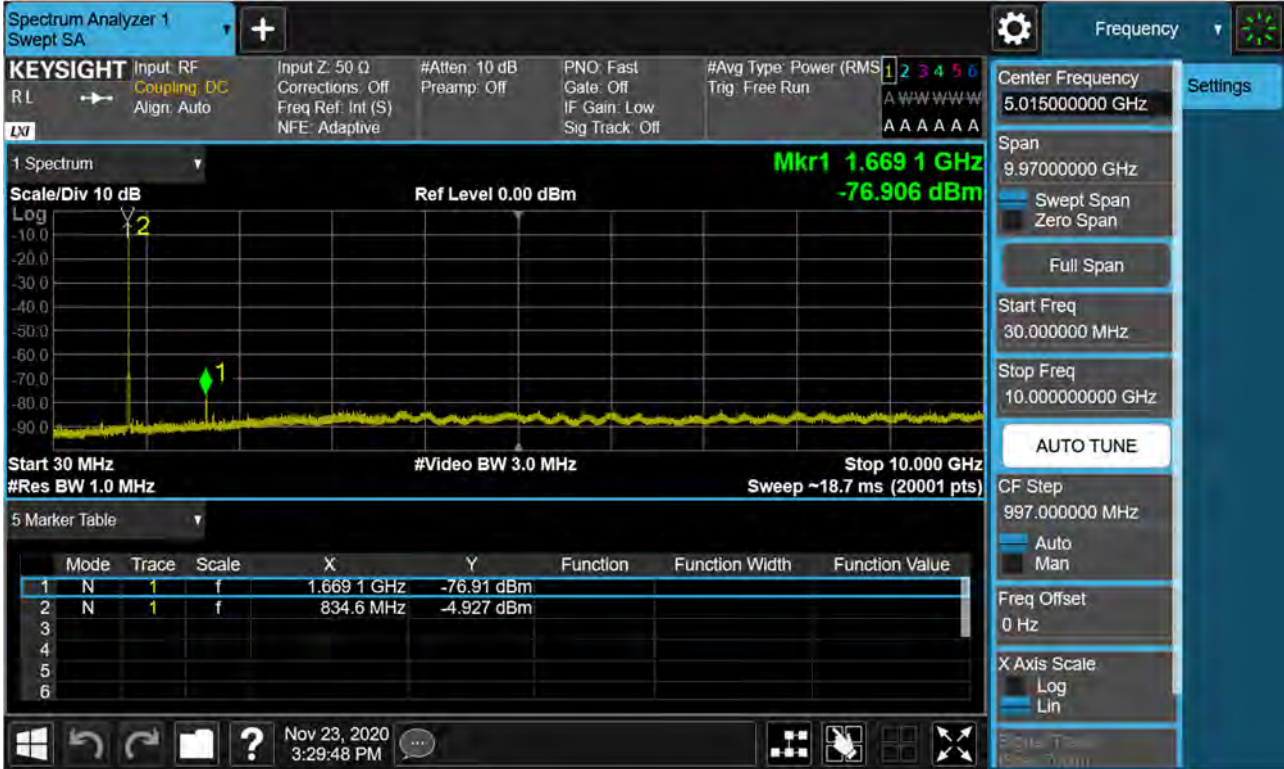 Spectrum Analyzer 1
Swept SA
+
Frequency
KEYSIGHT
R L
LXI
Input: RF
Coupling: DC
Align: Auto
Input Z: 50 Ω
Corrections: Off
Freq Ref: Int (S)
NFE: Adaptive
#Atten: 10 dB
Preamp: Off
PNO: Fast
Gate: Off
IF Gain: Low
Sig Track: Off
#Avg Type: Power (RMS
Trig: Free Run
1 2 3 4 5 6
A W W W W W
A A A A A A
1 Spectrum
Mkr1 1.669 1 GHz
Scale/Div 10 dB
Ref Level 0.00 dBm
-76.906 dBm
Log
-10.0
-20.0
-30.0
-40.0
-50.0
-60.0
-70.0
-80.0
-90.0
2
1
Start 30 MHz
#Video BW 3.0 MHz
Stop 10.000 GHz
#Res BW 1.0 MHz
Sweep ~18.7 ms (20001 pts)
5 Marker Table
Mode Trace Scale X Y Function Function Width Function Value
1 N 1 f 1.669 1 GHz -76.91 dBm
2 N 1 f 834.6 MHz -4.927 dBm
3
4
5
6
?
Nov 23, 2020
3:29:48 PM
Center Frequency
5.015000000 GHz
Settings
Span
9.97000000 GHz
Swept Span
Zero Span
Full Span
Start Freq
30.000000 MHz
Stop Freq
10.000000000 GHz
AUTO TUNE
CF Step
997.000000 MHz
Auto
Man
Freq Offset
0 Hz
X Axis Scale
Log
Lin